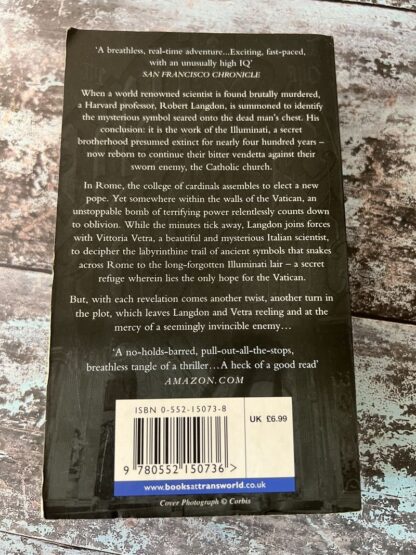 'A breathless, real-time adventure...Exciting, fast-paced,
with an unusually high IQ'
SAN FRANCISCO CHRONICLE
When a world renowned scientist is found brutally murdered,
a Harvard professor, Robert Langdon, is summoned to identify
the mysterious symbol seared onto the dead man's chest. His
conclusion: it is the work of the Illuminati, a secret
brotherhood presumed extinct for nearly four hundred years –
now reborn to continue their bitter vendetta against their
sworn enemy, the Catholic church.
In Rome, the college of cardinals assembles to elect a new
pope. Yet somewhere within the walls of the Vatican, an
unstoppable bomb of terrifying power relentlessly counts down
to oblivion. While the minutes tick away, Langdon joins forces
with Vittoria Vetra, a beautiful and mysterious Italian scientist,
to decipher the labyrinthine trail of ancient symbols that snakes
across Rome to the long-forgotten Illuminati lair – a secret
refuge wherein lies the only hope for the Vatican.
But, with each revelation comes another twist, another turn in
the plot, which leaves Langdon and Vetra reeling and at the
mercy of a seemingly invincible enemy...
'A no-holds-barred, pull-out-all-the-stops,
breathless tangle of a thriller...A heck of a good read'
AMAZON.COM
ISBN 0-552-15073-8
UK £6.99
9 780552 150736 >
www.booksattransworld.co.uk
Cover Photograph © Corbis